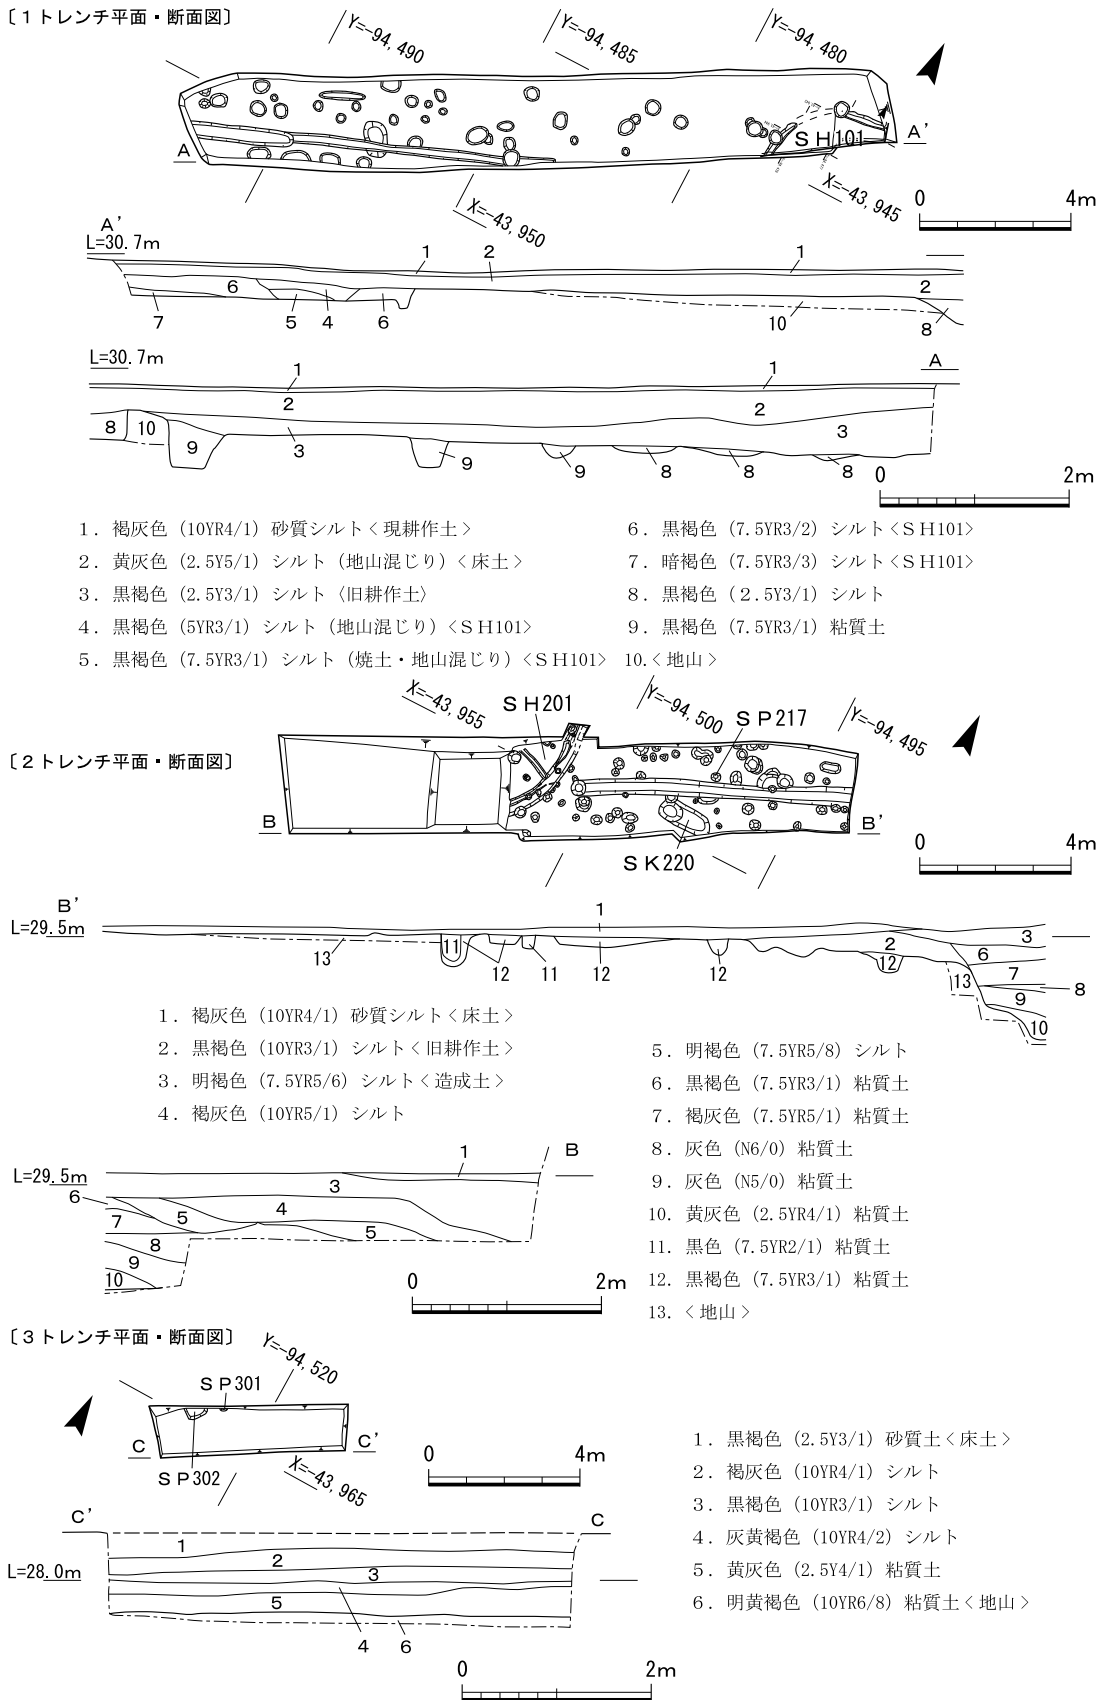 〔1トレンチ平面・断面図〕
Y=-94,490
Y=-94,485
Y=-94,480
A
SH101
A'
X=-43,950
X=-43,945
0 4m
A'
L=30.7m
1 2 1
6 2
7 5 4 6 10 8
L=30.7m
A
1 1
2 2
8 10 9 3 9 9 8 8 8 3
0 2m
1．褐灰色（10YR4/1）砂質シルト＜現耕作土＞
2．黄灰色（2.5Y5/1）シルト（地山混じり）＜床土＞
3．黒褐色（2.5Y3/1）シルト〈旧耕作土〉
4．黒褐色（5YR3/1）シルト（地山混じり）＜SH101＞
5．黒褐色（7.5YR3/1）シルト（焼土・地山混じり）＜SH101＞
6．黒褐色（7.5YR3/2）シルト＜SH101＞
7．暗褐色（7.5YR3/3）シルト＜SH101＞
8．黒褐色（2.5Y3/1）シルト
9．黒褐色（7.5YR3/1）粘質土
10.＜地山＞
〔2トレンチ平面・断面図〕
X=-43,955
SH201
Y=-94,500
SP217
Y=-94,495
B
B'
SK220
0 4m
B'
L=29.5m
1
13 11 12 11 12 12 2 12 13 3 6 7 8 9 10
1．褐灰色（10YR4/1）砂質シルト＜床土＞
2．黒褐色（10YR3/1）シルト＜旧耕作土＞
3．明褐色（7.5YR5/6）シルト＜造成土＞
4．褐灰色（10YR5/1）シルト
5．明褐色（7.5YR5/8）シルト
6．黒褐色（7.5YR3/1）粘質土
7．褐灰色（7.5YR5/1）粘質土
8．灰色（N6/0）粘質土
9．灰色（N5/0）粘質土
10．黄灰色（2.5YR4/1）粘質土
11．黒色（7.5YR2/1）粘質土
12．黒褐色（7.5YR3/1）粘質土
13．＜地山＞
B
L=29.5m
1
3
6 7 5 4 5
8
9
10
0 2m
〔3トレンチ平面・断面図〕
Y=-94,520
SP301
C
C'
SP302
X=-43,965
0 4m
C'
C
L=28.0m
1
2
3
5
4 6
0 2m
1．黒褐色（2.5Y3/1）砂質土＜床土＞
2．褐灰色（10YR4/1）シルト
3．黒褐色（10YR3/1）シルト
4．灰黄褐色（10YR4/2）シルト
5．黄灰色（2.5Y4/1）粘質土
6．明黄褐色（10YR6/8）粘質土＜地山＞